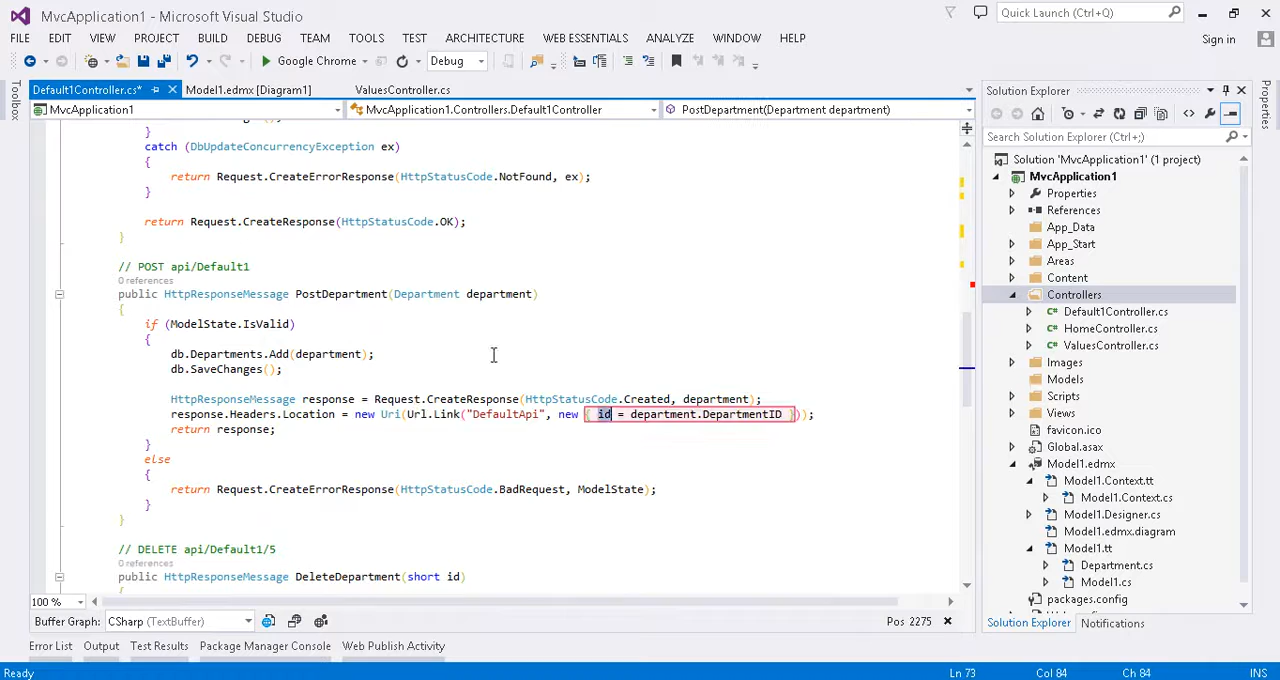 MvcApplication1 - Microsoft Visual Studio
Quick Launch (Ctrl+Q)
FILE EDIT VIEW PROJECT BUILD DEBUG TEAM TOOLS TEST ARCHITECTURE WEB ESSENTIALS ANALYZE WINDOW HELP
Sign in
Google Chrome
Debug
Toolbox
Default1Controller.cs* Model1.edmx [Diagram1] ValuesController.cs
MvcApplication1 MvcApplication1.Controllers.Default1Controller PostDepartment(Department department)
}
catch (DbUpdateConcurrencyException ex)
{
return Request.CreateErrorResponse(HttpStatusCode.NotFound, ex);
}
return Request.CreateResponse(HttpStatusCode.OK);
}
// POST api/Default1
0 references
public HttpResponseMessage PostDepartment(Department department)
{
if (ModelState.IsValid)
{
db.Departments.Add(department);
db.SaveChanges();
HttpResponseMessage response = Request.CreateResponse(HttpStatusCode.Created, department);
response.Headers.Location = new Uri(Url.Link("DefaultApi", new { id = department.DepartmentID }));
return response;
}
else
{
return Request.CreateErrorResponse(HttpStatusCode.BadRequest, ModelState);
}
}
// DELETE api/Default1/5
0 references
public HttpResponseMessage DeleteDepartment(short id)
100 %
Buffer Graph: CSharp (TextBuffer) Pos 2275
Error List Output Test Results Package Manager Console Web Publish Activity
Solution Explorer
Search Solution Explorer (Ctrl+;)
Solution 'MvcApplication1' (1 project)
MvcApplication1
Properties
References
App_Data
App_Start
Areas
Content
Controllers
Default1Controller.cs
HomeController.cs
ValuesController.cs
Images
Models
Scripts
Views
favicon.ico
Global.asax
Model1.edmx
Model1.Context.tt
Model1.Context.cs
Model1.Designer.cs
Model1.edmx.diagram
Model1.tt
Department.cs
Model1.cs
packages.config
Solution Explorer Notifications
Properties
Ready Ln 73 Col 84 Ch 84 INS